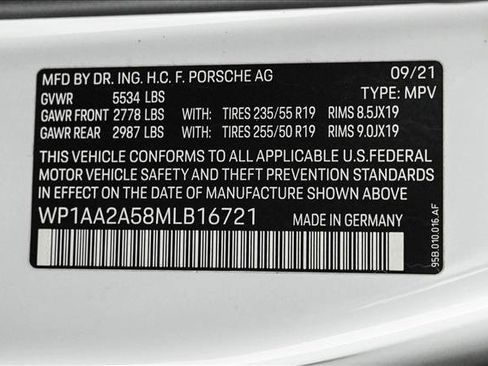 MFD BY DR. ING. H.C. F. PORSCHE AG 09/21
GVWR 5534 LBS TYPE: MPV
GAWR FRONT 2778 LBS WITH: TIRES 235/55 R19 RIMS 8.5JX19
GAWR REAR 2987 LBS WITH: TIRES 255/50 R19 RIMS 9.0JX19
THIS VEHICLE CONFORMS TO ALL APPLICABLE U.S.FEDERAL
MOTOR VEHICLE SAFETY AND THEFT PREVENTION STANDARDS
IN EFFECT ON THE DATE OF MANUFACTURE SHOWN ABOVE
WP1AA2A58MLB16721 MADE IN GERMANY
95B.010.016.AF